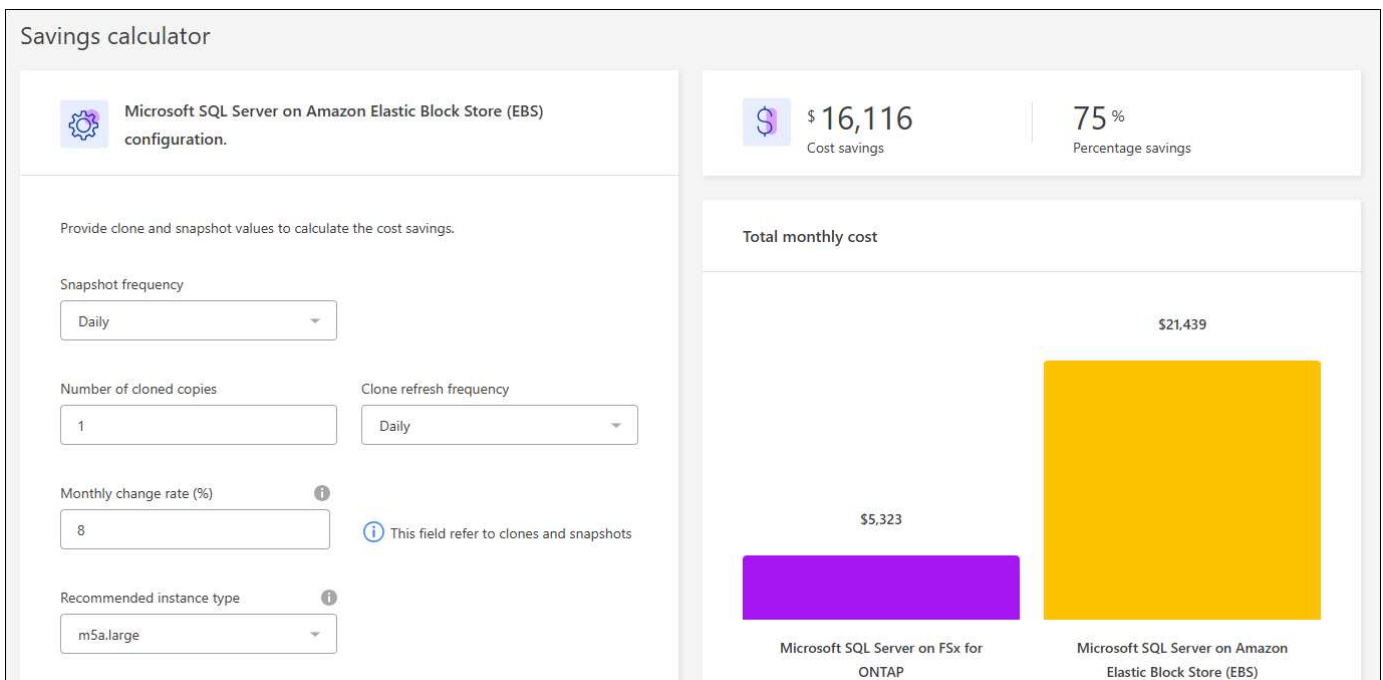 Savings calculator
Microsoft SQL Server on Amazon Elastic Block Store (EBS)
configuration.
Provide clone and snapshot values to calculate the cost savings.
Snapshot frequency
Daily
Number of cloned copies
Clone refresh frequency
1
Daily
Monthly change rate (%)
8
This field refer to clones and snapshots
Recommended instance type
m5a.large
$ 16,116
Cost savings
75 %
Percentage savings
Total monthly cost
$5,323
$21,439
Microsoft SQL Server on FSx for
ONTAP
Microsoft SQL Server on Amazon
Elastic Block Store (EBS)